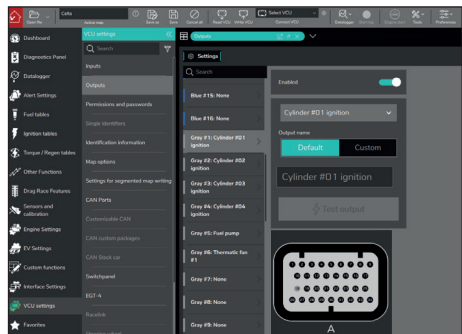 Celta
Open file
Active map
Save as
Save
Cancel all
Read VCU
Write VCU
Select VCU
Connect VCU
Datalogger
Tools
Preferences
Dashboard
Diagnostics Panel
Datalogger
Alert Settings
Fuel tables
Ignition tables
Torque / Regen tables
Other Functions
Drag Race Features
Sensors and
calibration
Engine Settings
EV Settings
Custom functions
Interface Settings
VCU settings
Favorites
VCU settings
Search
Inputs
Outputs
Permissions and passwords
Single identifiers
Identification information
Map options
Settings for segmented map writing
CAN Ports
Customizable CAN
CAN custom packages
CAN Stock car
Switchpanel
EGT-4
Racelink
Outputs
Settings
Search
Blue #15: None
Blue #16: None
Gray #1: Cylinder #01
ignition
Gray #2: Cylinder #02
ignition
Gray #3: Cylinder #03
ignition
Gray #4: Cylinder #04
ignition
Gray #5: Fuel pump
Gray #6: Thermatic fan
#1
Gray #7: None
Gray #8: None
Gray #9: None
Enabled
Cylinder #01 ignition
Output name
Default
Custom
Cylinder #01 ignition
Test output
A